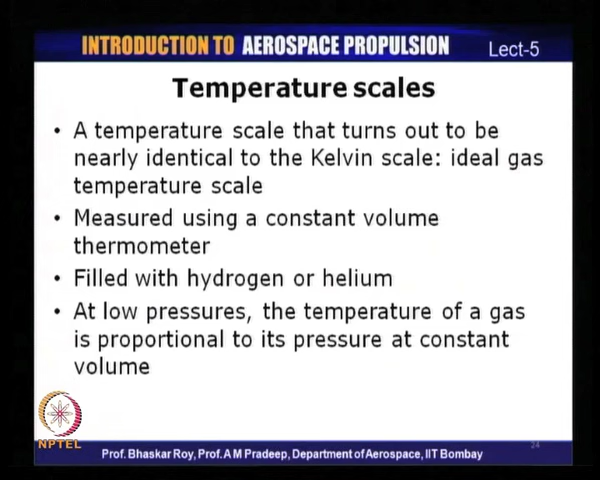 INTRODUCTION TO AEROSPACE PROPULSION Lect-5
Temperature scales
• A temperature scale that turns out to be
nearly identical to the Kelvin scale: ideal gas
temperature scale
• Measured using a constant volume
thermometer
• Filled with hydrogen or helium
• At low pressures, the temperature of a gas
is proportional to its pressure at constant
volume
NPTEL
24
Prof. Bhaskar Roy, Prof. A M Pradeep, Department of Aerospace, IIT Bombay